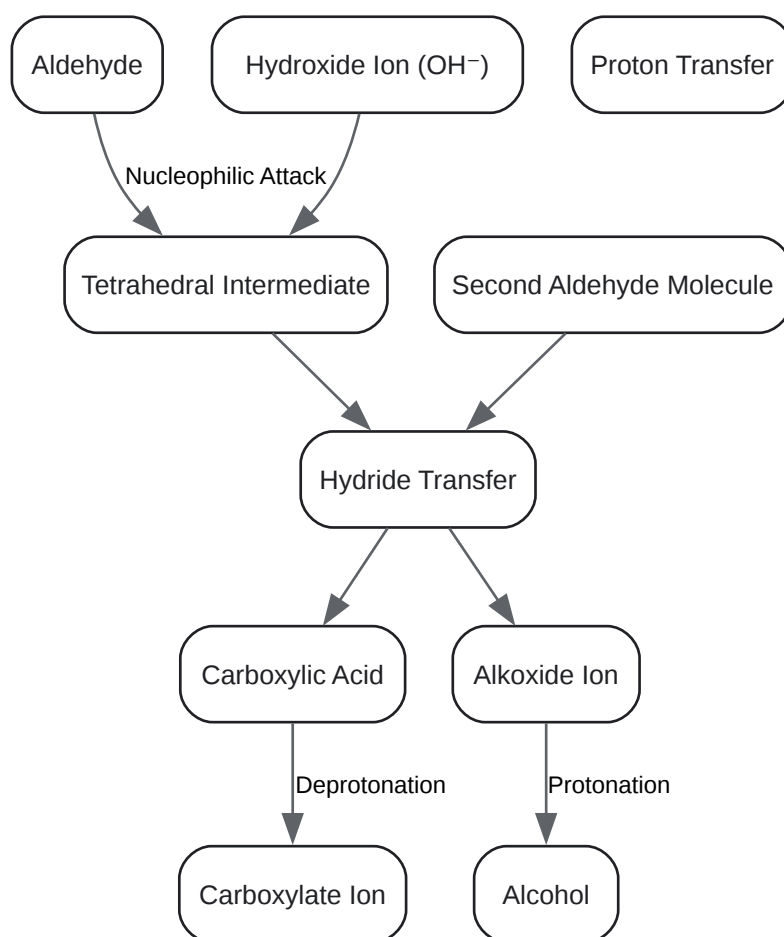 Aldehyde
Hydroxide Ion (OH⁻)
Proton Transfer
Nucleophilic Attack
Tetrahedral Intermediate
Second Aldehyde Molecule
Hydride Transfer
Carboxylic Acid
Alkoxide Ion
Deprotonation
Protonation
Carboxylate Ion
Alcohol